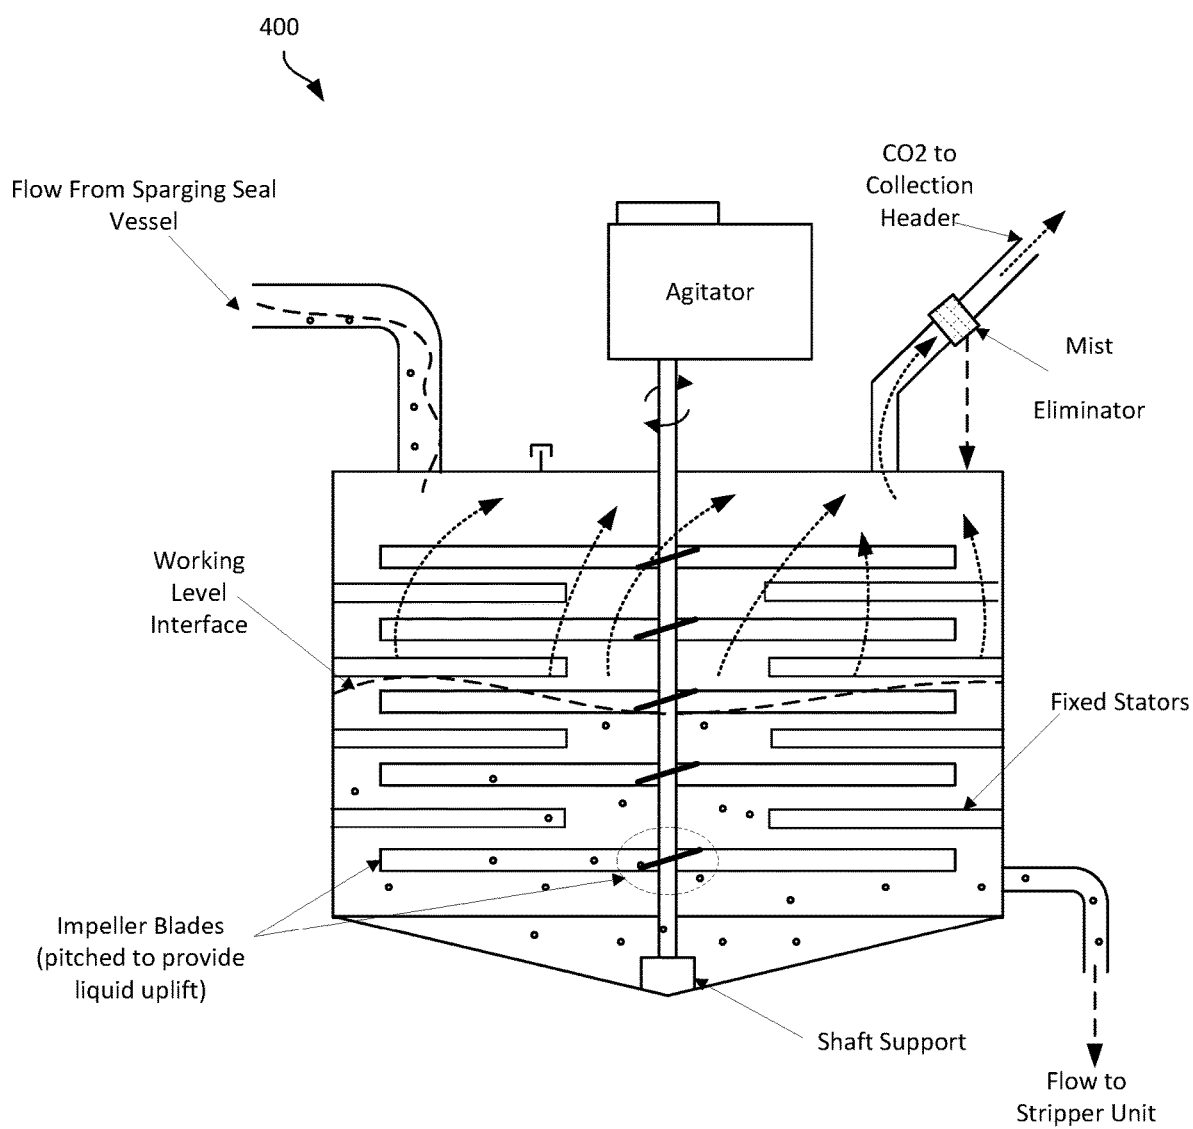 400
Flow From Sparging Seal
Vessel
CO2 to
Collection
Header
Agitator
Mist
Eliminator
Working
Level
Interface
Fixed Stators
Impeller Blades
(pitched to provide
liquid uplift)
Shaft Support
Flow to
Stripper Unit